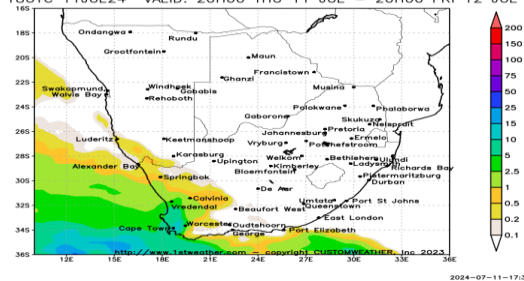 VALID: 20H00 THU 11 JUL – 20H00 FRI 12 JUL
16S
Ondangwa
Rundu
18S
Grootfontein
Maun
20S
Francistown
Ghanzi
22S
Swakopmund
Windhoek
Gobabis
Musina
Walvis Bay
Rehoboth
24S
Polokwane
Phalaborwa
Gaborone
Skukuza
Pretoria
Nelspruit
Johannesburg
26S
Luderitz
Keetmanshoop
Vryburg
Potchefstroom
Ermelo
Karasburg
Welkom
Bethlehem
Ulundi
28S
Alexander Bay
Upington
Kimberley
Ladysmith
Richards Bay
Springbok
Bloemfontein
Pietermaritzburg
Durban
30S
De Aar
Calvinia
Umtata
Port St Johns
Vredendal
Beaufort West
Queenstown
32S
East London
Cape Town
Worcester
Oudtshoorn
34S
George
Port Elizabeth
http://www.1stweather.com – copyright CUSTOMWEATHER, Inc 2023
36S
12E 15E 18E 21E 24E 27E 30E 33E 36E
200
150
100
75
50
25
15
10
5
2.5
1
0.5
0.2
0.1